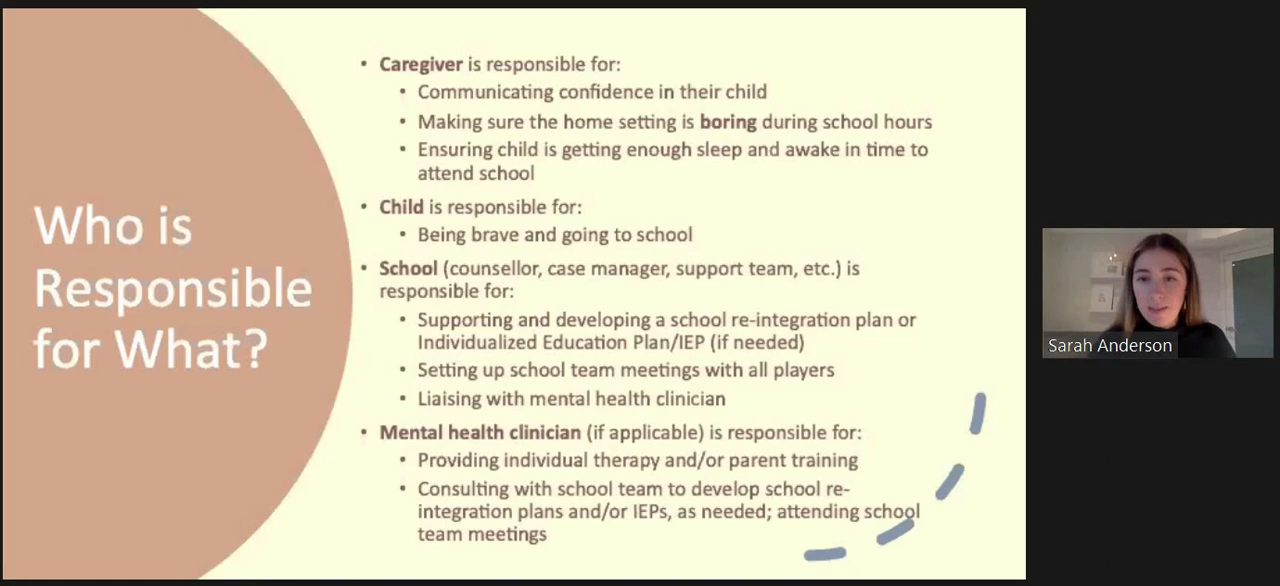 Who is
Responsible
for What?
• Caregiver is responsible for:
• Communicating confidence in their child
• Making sure the home setting is boring during school hours
• Ensuring child is getting enough sleep and awake in time to
attend school
• Child is responsible for:
• Being brave and going to school
• School (counsellor, case manager, support team, etc.) is
responsible for:
• Supporting and developing a school re-integration plan or
Individualized Education Plan/IEP (if needed)
• Setting up school team meetings with all players
• Liaising with mental health clinician
• Mental health clinician (if applicable) is responsible for:
• Providing individual therapy and/or parent training
• Consulting with school team to develop school re-
integration plans and/or IEPs, as needed; attending school
team meetings
Sarah Anderson